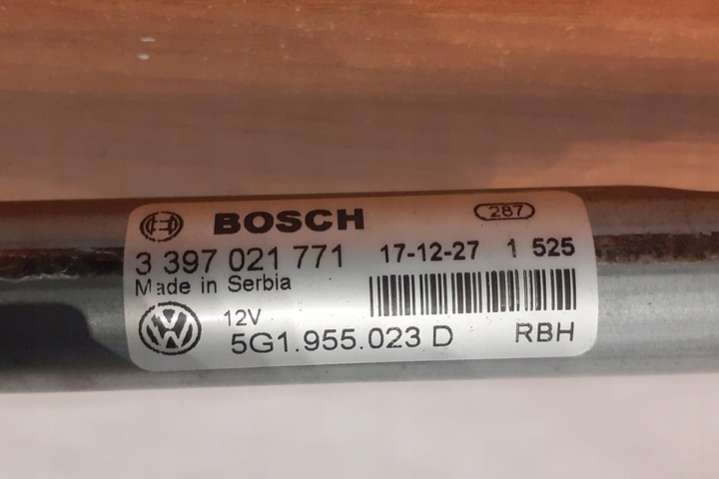 BOSCH 287
3 397 021 771 17-12-27 1 525
Made in Serbia
12V
5G1.955.023 D RBH